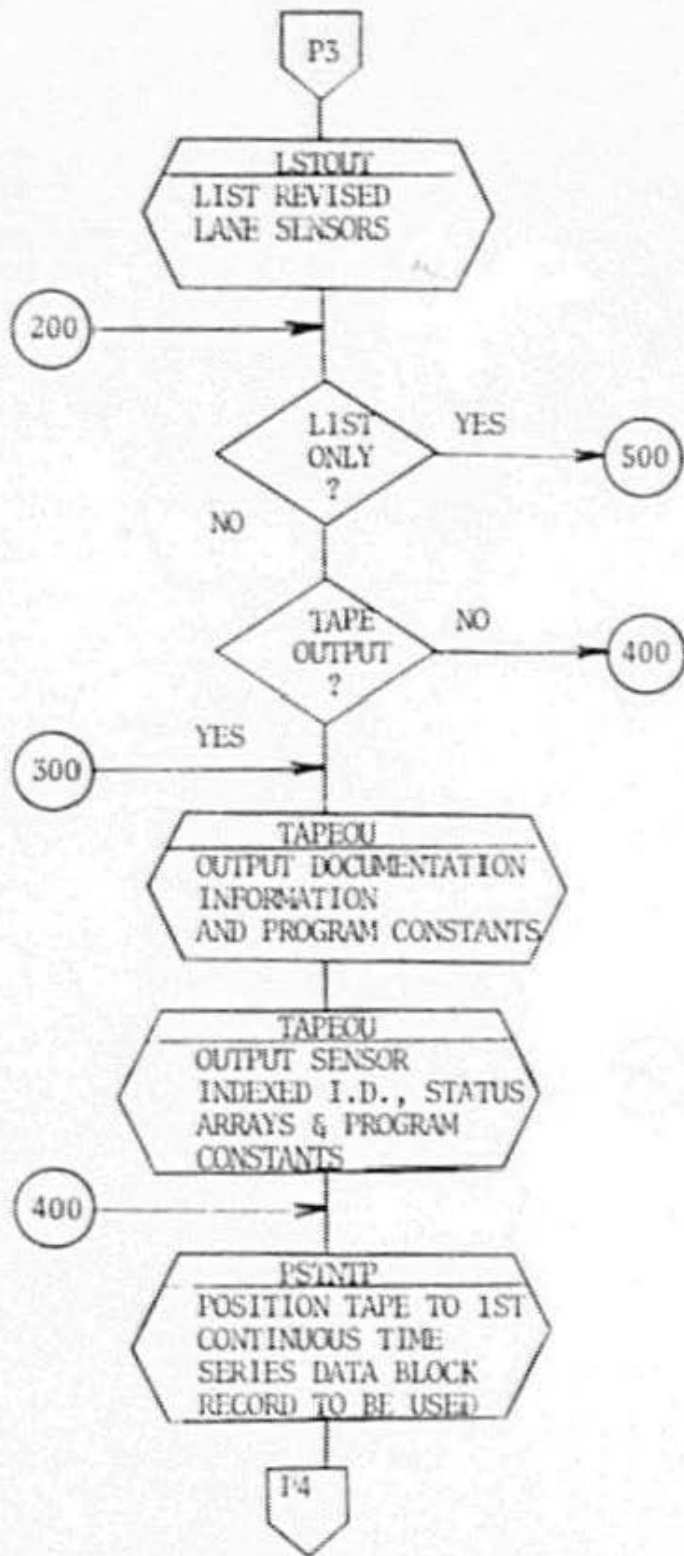 P3
LSTOUT
LIST REVISED
LANE SENSORS
200
LIST
ONLY
?
YES
500
NO
TAPE
OUTPUT
?
NO
400
YES
300
TAPEOU
OUTPUT DOCUMENTATION
INFORMATION
AND PROGRAM CONSTANTS
TAPEOU
OUTPUT SENSOR
INDEXED I.D., STATUS
ARRAYS & PROGRAM
CONSTANTS
400
PSTNTP
POSITION TAPE TO 1ST
CONTINUOUS TIME
SERIES DATA BLOCK
RECORD TO BE USED
P4